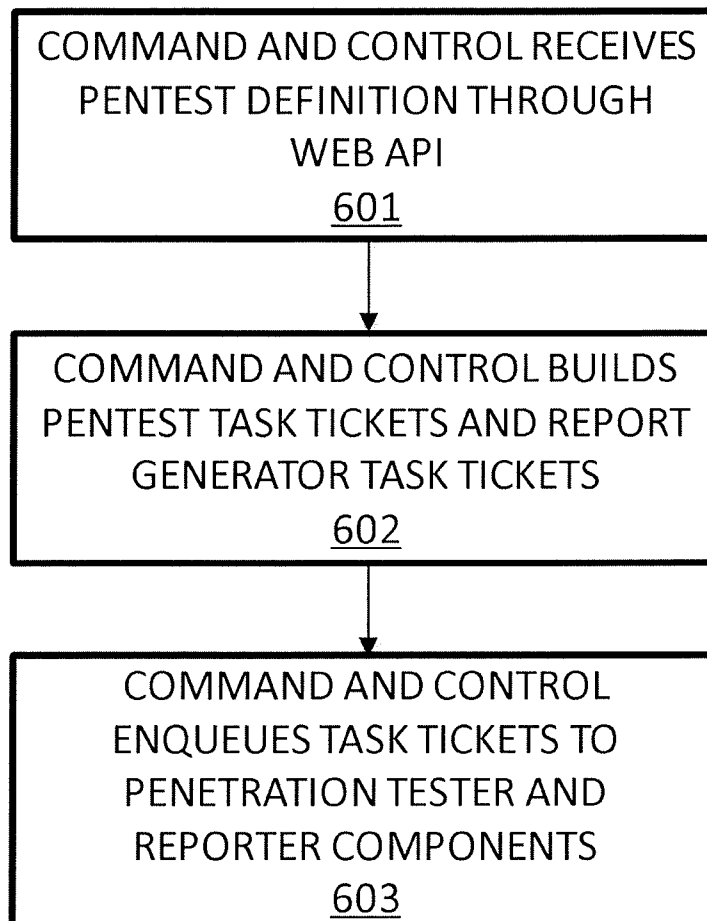 COMMAND AND CONTROL RECEIVES
PENTEST DEFINITION THROUGH
WEB API
601
COMMAND AND CONTROL BUILDS
PENTEST TASK TICKETS AND REPORT
GENERATOR TASK TICKETS
602
COMMAND AND CONTROL
ENQUEUES TASK TICKETS TO
PENETRATION TESTER AND
REPORTER COMPONENTS
603